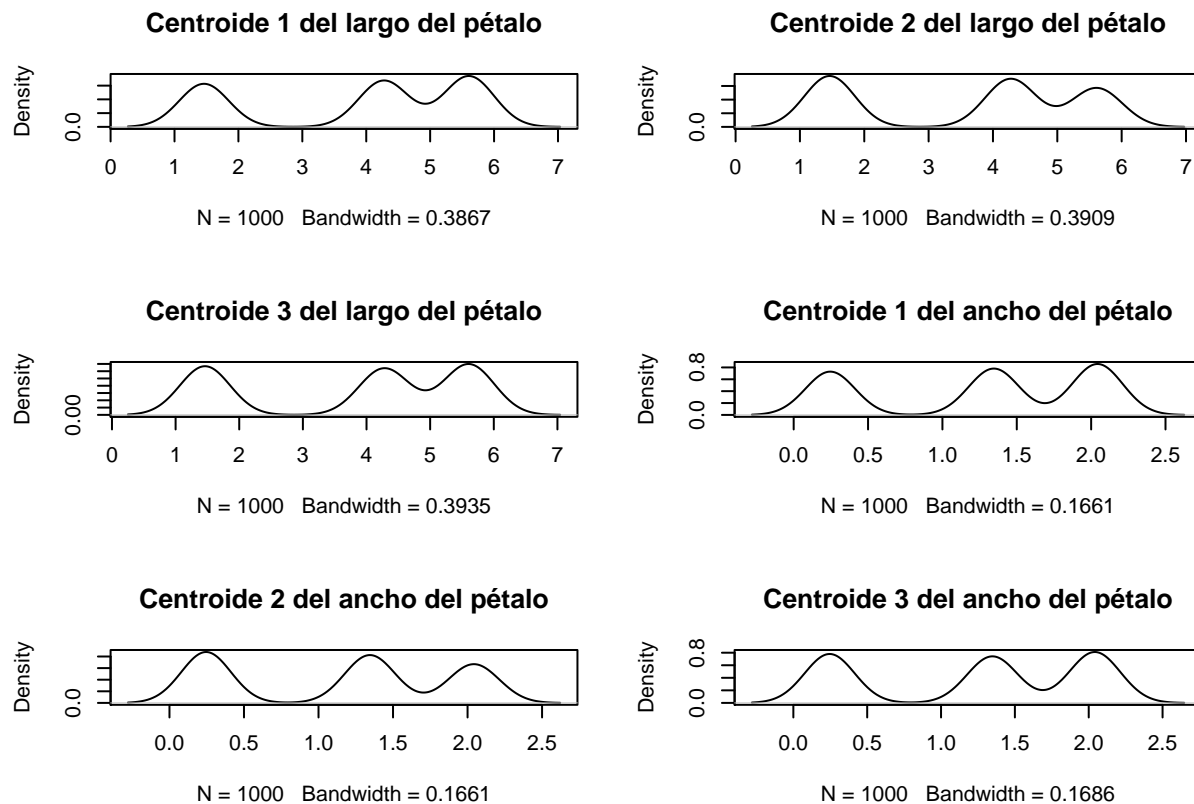 Centroide 1 del largo del pétalo
Density
0.0
0 1 2 3 4 5 6 7
N = 1000 Bandwidth = 0.3867
Centroide 2 del largo del pétalo
Density
0.0
0 1 2 3 4 5 6 7
N = 1000 Bandwidth = 0.3909
Centroide 3 del largo del pétalo
Density
0.00
0 1 2 3 4 5 6 7
N = 1000 Bandwidth = 0.3935
Centroide 1 del ancho del pétalo
Density
0.0 0.8
0.0 0.5 1.0 1.5 2.0 2.5
N = 1000 Bandwidth = 0.1661
Centroide 2 del ancho del pétalo
Density
0.0
0.0 0.5 1.0 1.5 2.0 2.5
N = 1000 Bandwidth = 0.1661
Centroide 3 del ancho del pétalo
Density
0.0 0.8
0.0 0.5 1.0 1.5 2.0 2.5
N = 1000 Bandwidth = 0.1686